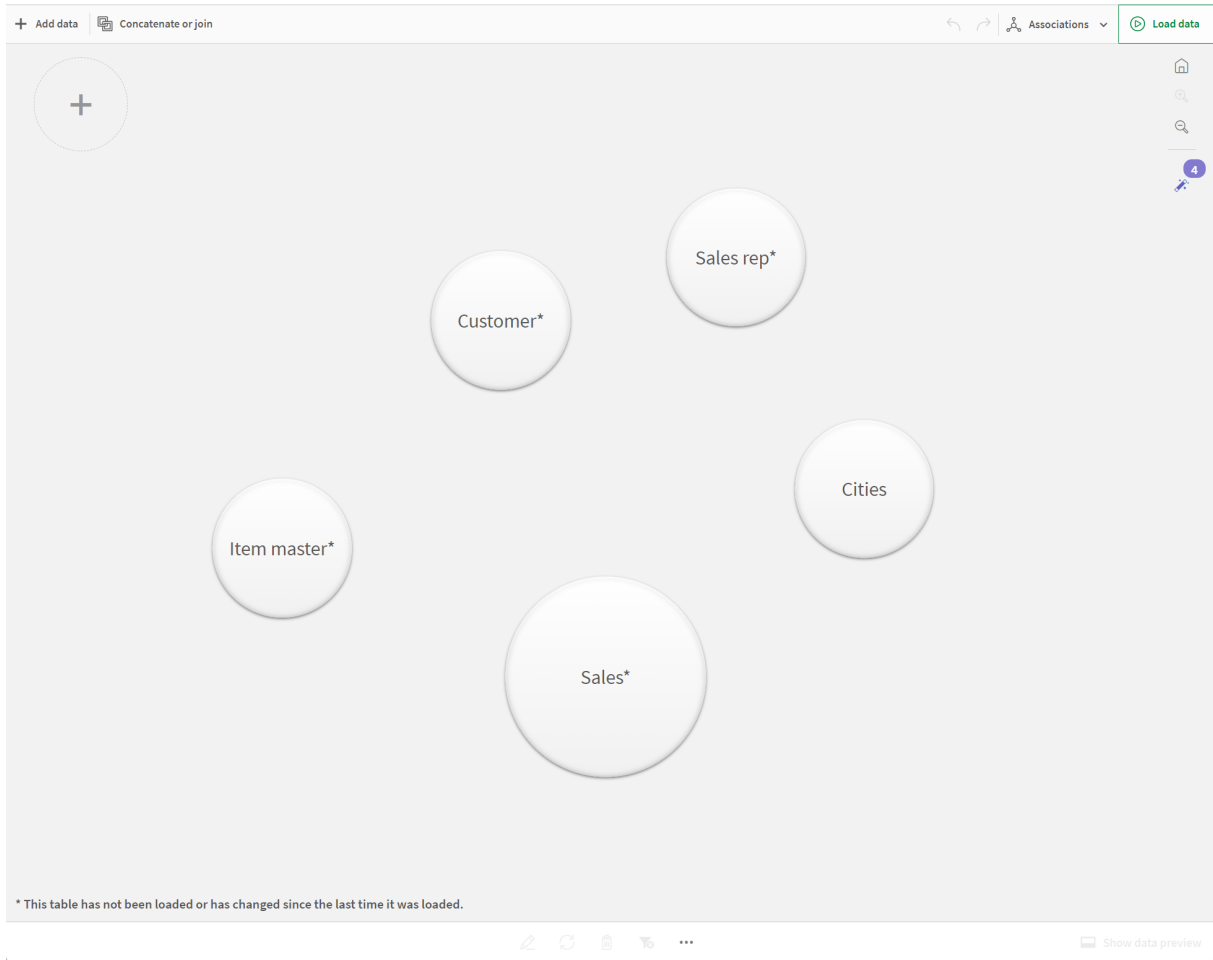 Add data
Concatenate or join
Associations
Load data
4
Sales rep*
Customer*
Cities
Item master*
Sales*
* This table has not been loaded or has changed since the last time it was loaded.
Show data preview